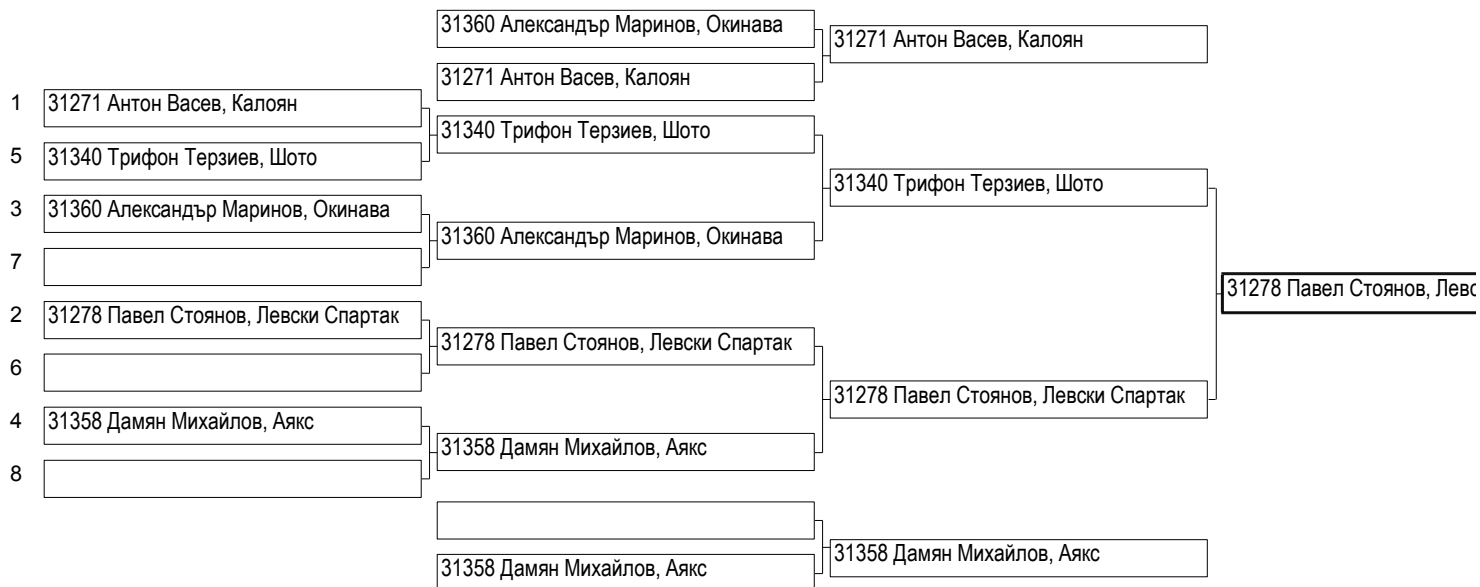 31360 Александър Маринов, Окинава
31271 Антон Васев, Калоян
31271 Антон Васев, Калоян
1 31271 Антон Васев, Калоян
31340 Трифон Терзиев, Шото
5 31340 Трифон Терзиев, Шото
31340 Трифон Терзиев, Шото
3 31360 Александър Маринов, Окинава
31360 Александър Маринов, Окинава
7
31278 Павел Стоянов, Левс
2 31278 Павел Стоянов, Левски Спартак
31278 Павел Стоянов, Левски Спартак
6
31278 Павел Стоянов, Левски Спартак
4 31358 Дамян Михайлов, Аякс
31358 Дамян Михайлов, Аякс
8
31358 Дамян Михайлов, Аякс
31358 Дамян Михайлов, Аякс